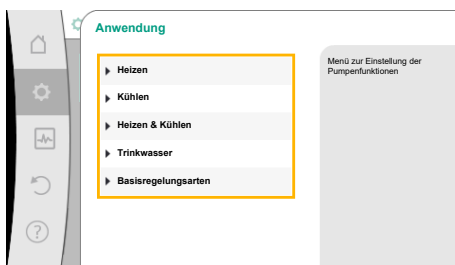 Anwendung
Heizen
Kühlen
Heizen & Kühlen
Trinkwasser
Basisregelungsarten
Menü zur Einstellung der
Pumpenfunktionen
?